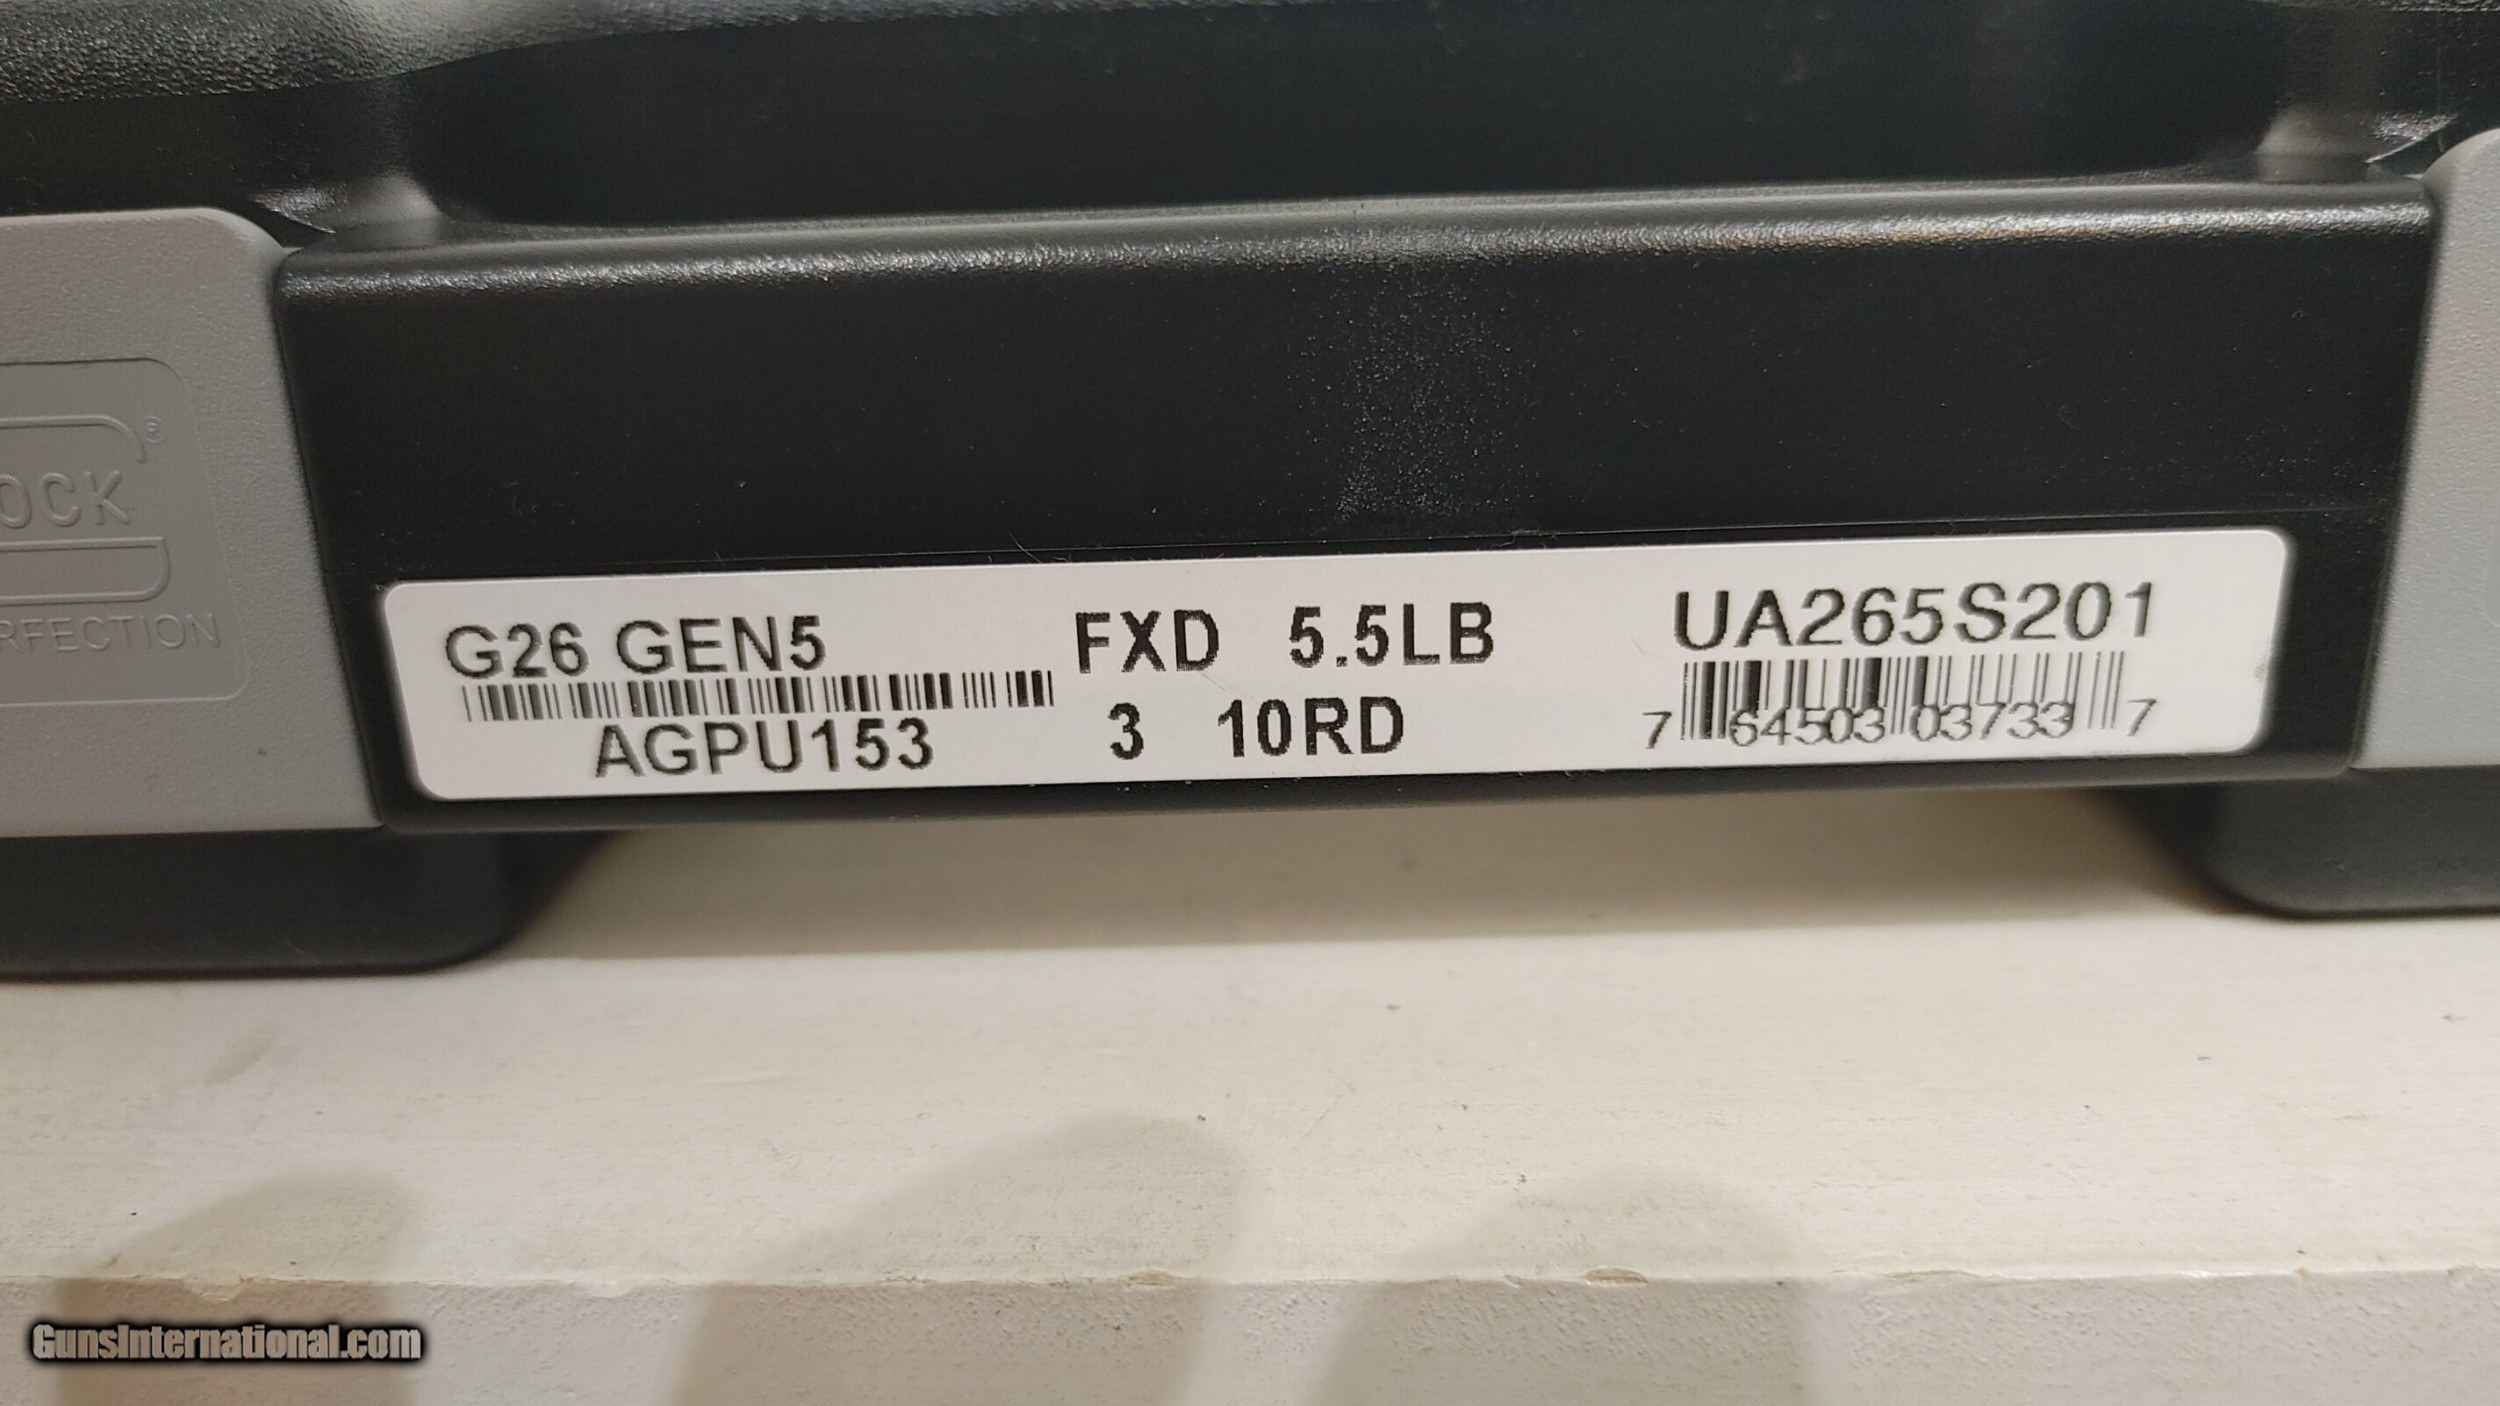 OCK
RFECTION
G26 GEN5
AGPU153
FXD 5.5LB
3 10RD
UA265S201
7 64503 03733 7
GunsInternational.com